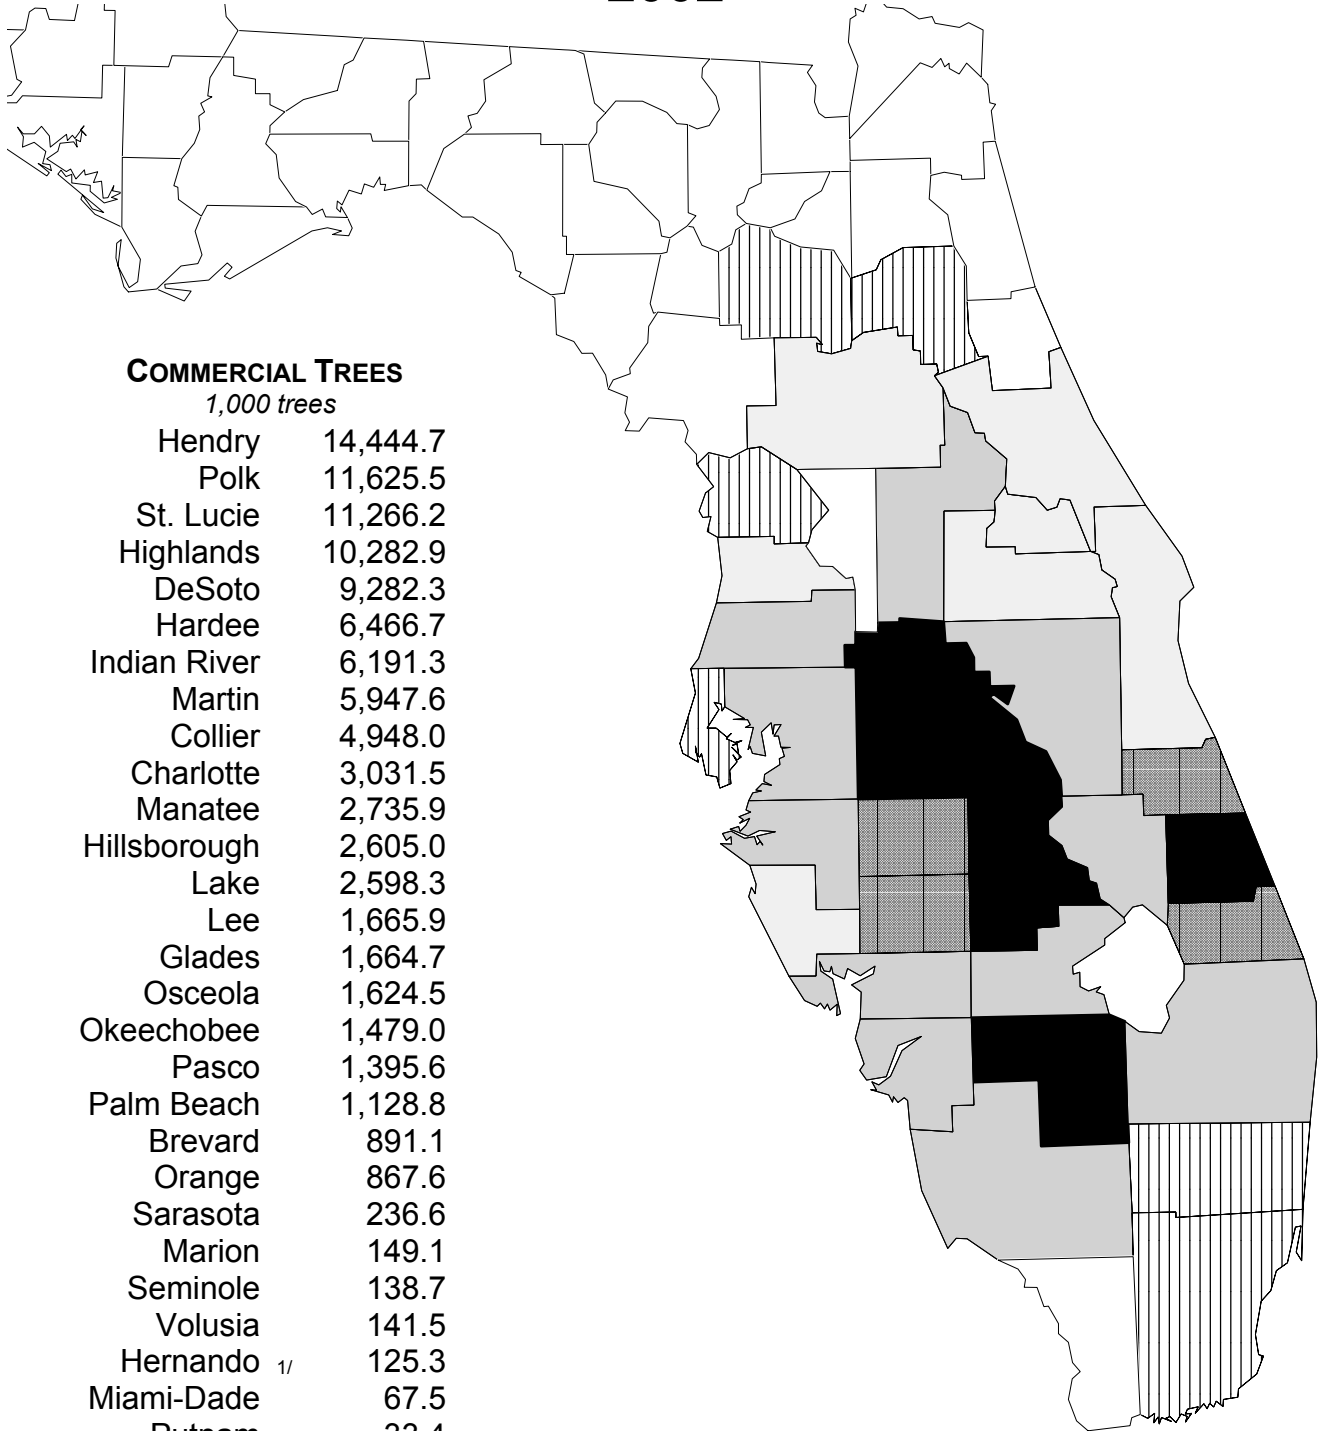 COMMERCIAL TREES
1,000 trees
Hendry 14,444.7
Polk 11,625.5
St. Lucie 11,266.2
Highlands 10,282.9
DeSoto 9,282.3
Hardee 6,466.7
Indian River 6,191.3
Martin 5,947.6
Collier 4,948.0
Charlotte 3,031.5
Manatee 2,735.9
Hillsborough 2,605.0
Lake 2,598.3
Lee 1,665.9
Glades 1,664.7
Osceola 1,624.5
Okeechobee 1,479.0
Pasco 1,395.6
Palm Beach 1,128.8
Brevard 891.1
Orange 867.6
Sarasota 236.6
Marion 149.1
Seminole 138.7
Volusia 141.5
Hernando 1/ 125.3
Miami-Dade 67.5